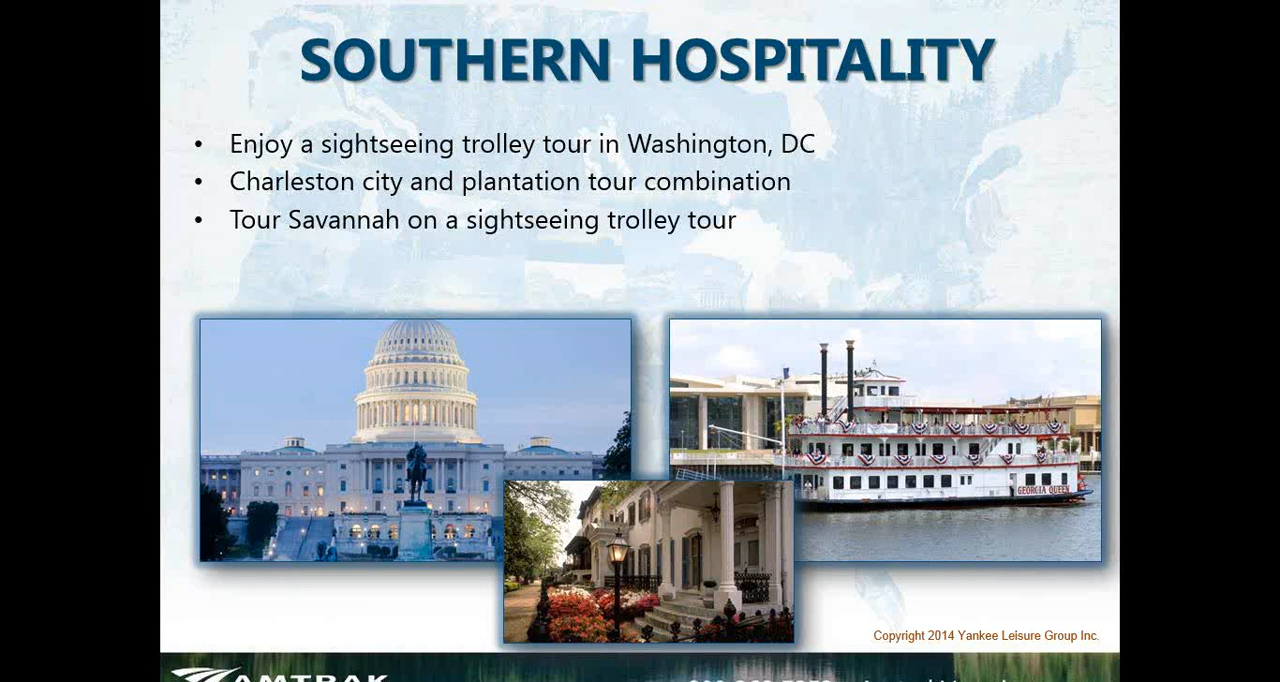 SOUTHERN HOSPITALITY
• Enjoy a sightseeing trolley tour in Washington, DC
• Charleston city and plantation tour combination
• Tour Savannah on a sightseeing trolley tour
GEORGIA QUEEN
Copyright 2014 Yankee Leisure Group Inc.
AMTRAK